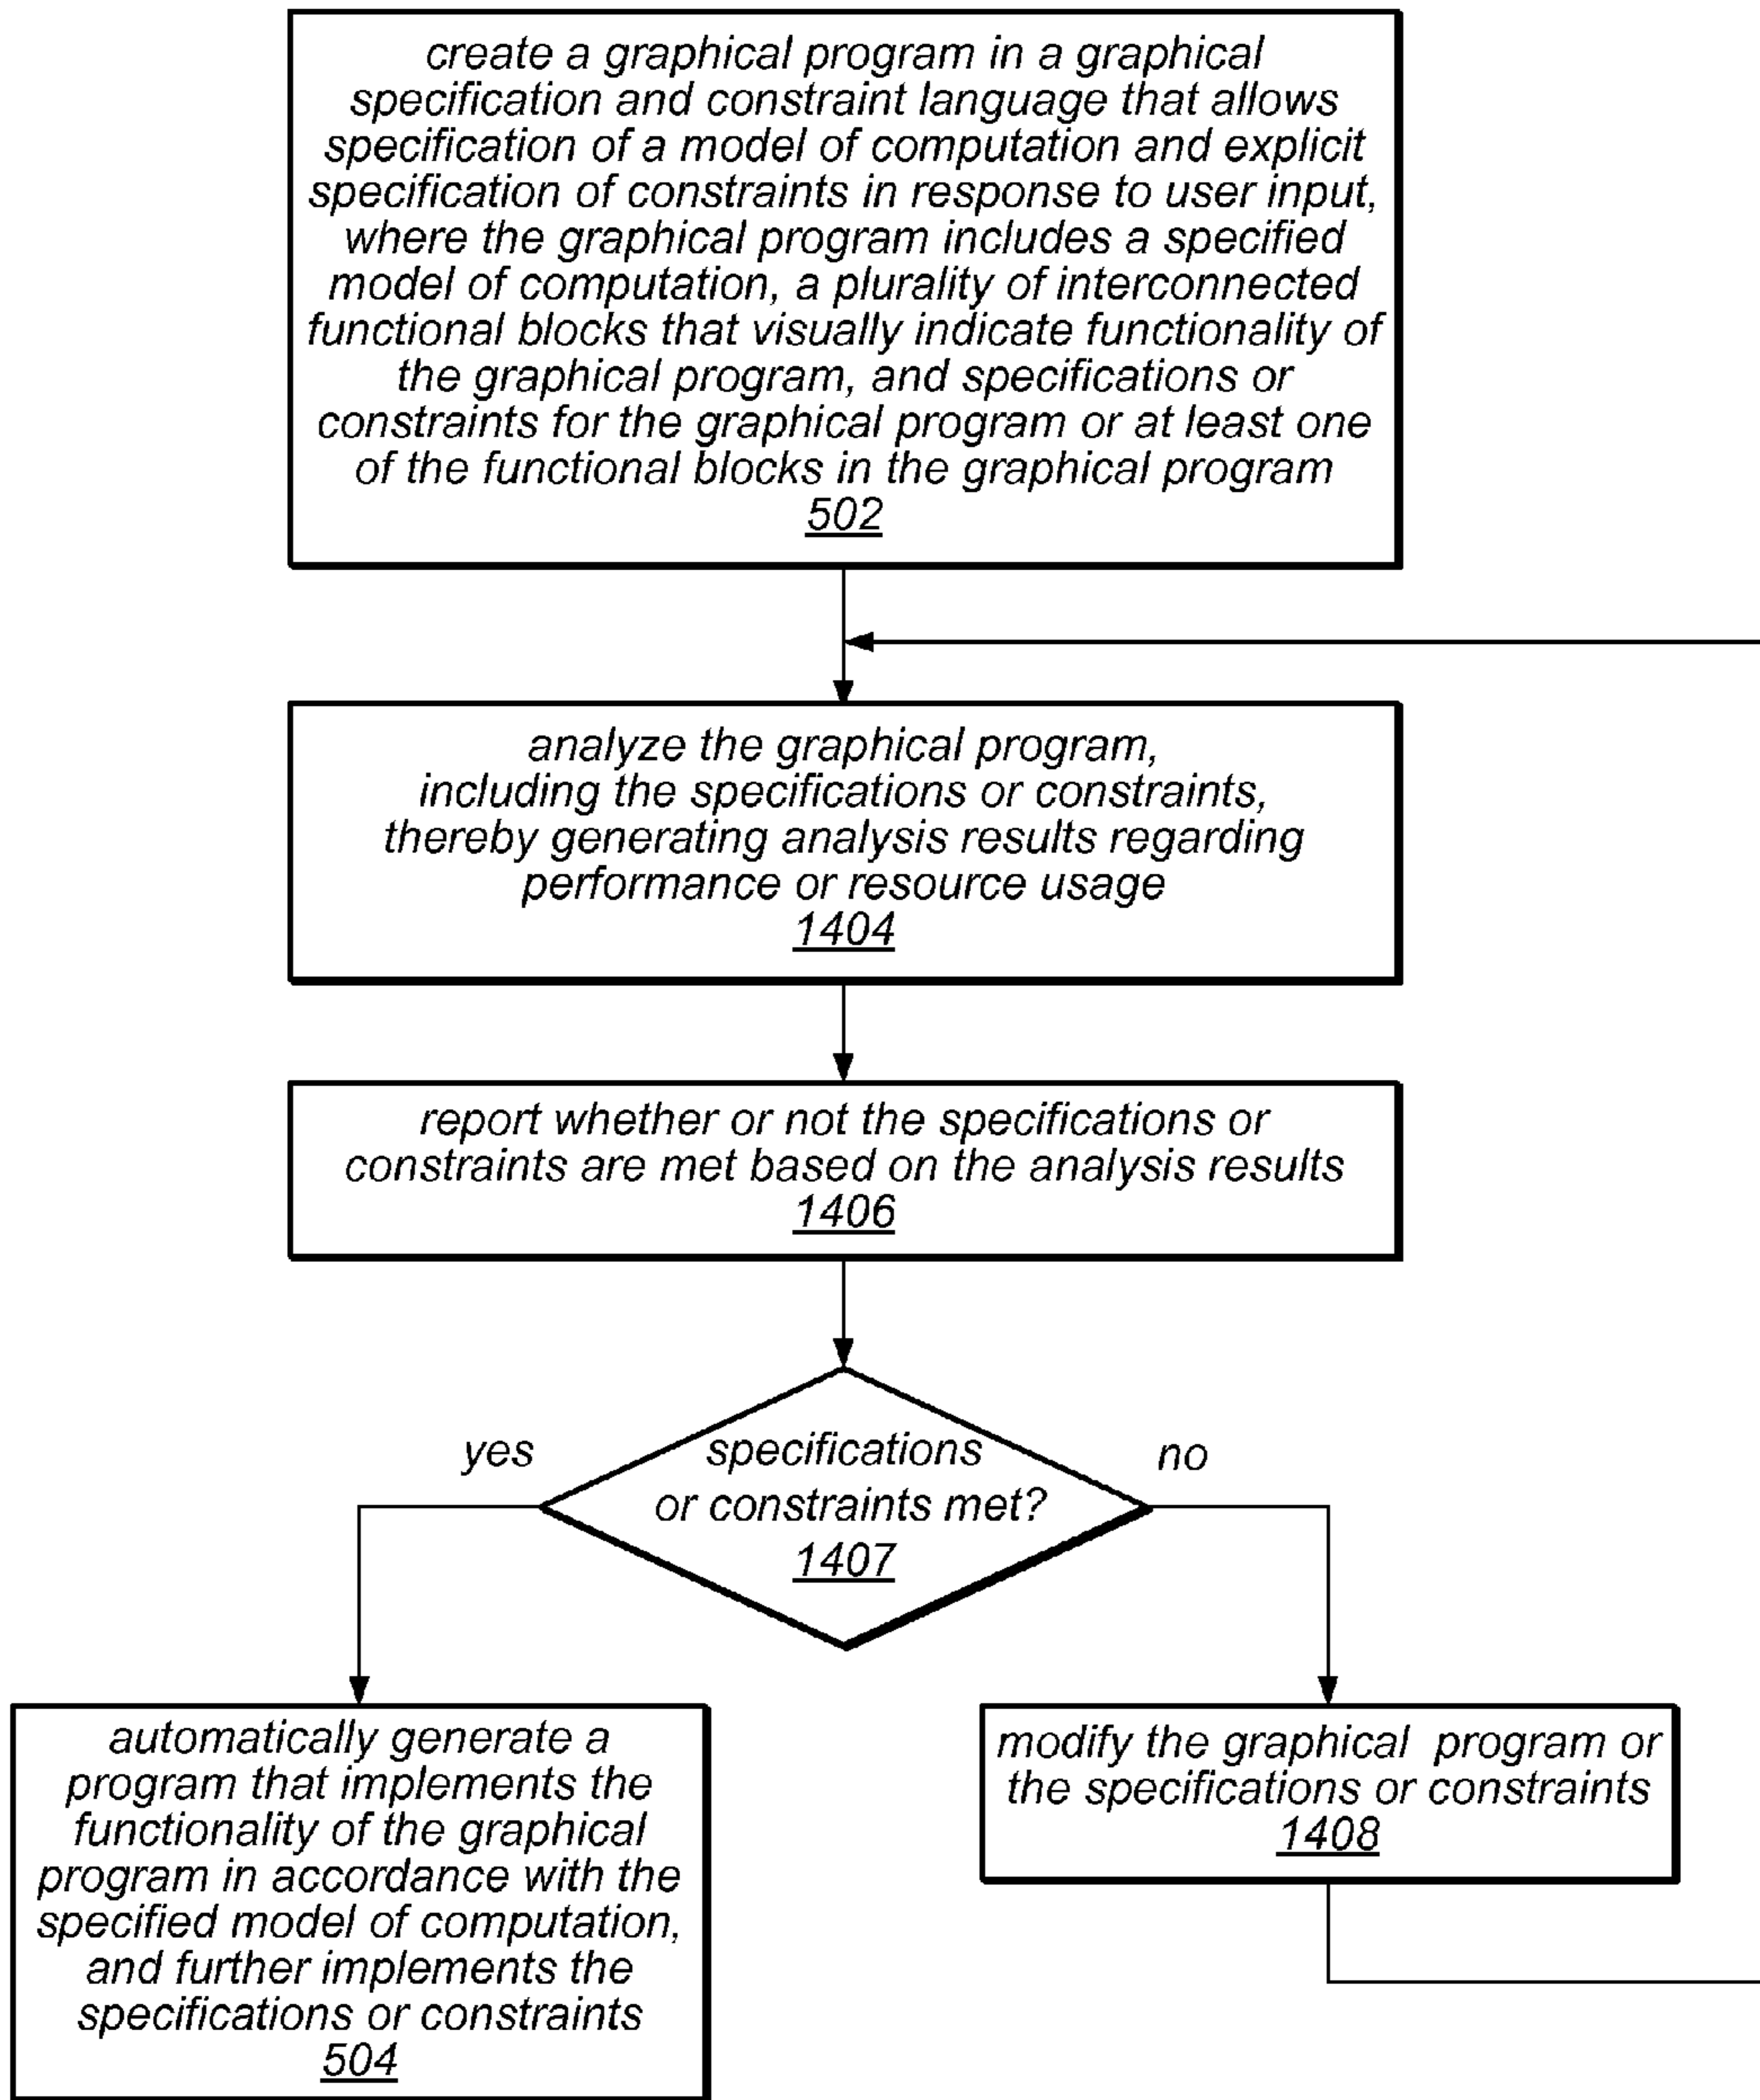 create a graphical program in a graphical
specification and constraint language that allows
specification of a model of computation and explicit
specification of constraints in response to user input,
where the graphical program includes a specified
model of computation, a plurality of interconnected
functional blocks that visually indicate functionality of
the graphical program, and specifications or
constraints for the graphical program or at least one
of the functional blocks in the graphical program
502
analyze the graphical program,
including the specifications or constraints,
thereby generating analysis results regarding
performance or resource usage
1404
report whether or not the specifications or
constraints are met based on the analysis results
1406
yes
specifications
or constraints met?
1407
no
automatically generate a
program that implements the
functionality of the graphical
program in accordance with the
specified model of computation,
and further implements the
specifications or constraints
504
modify the graphical program or
the specifications or constraints
1408